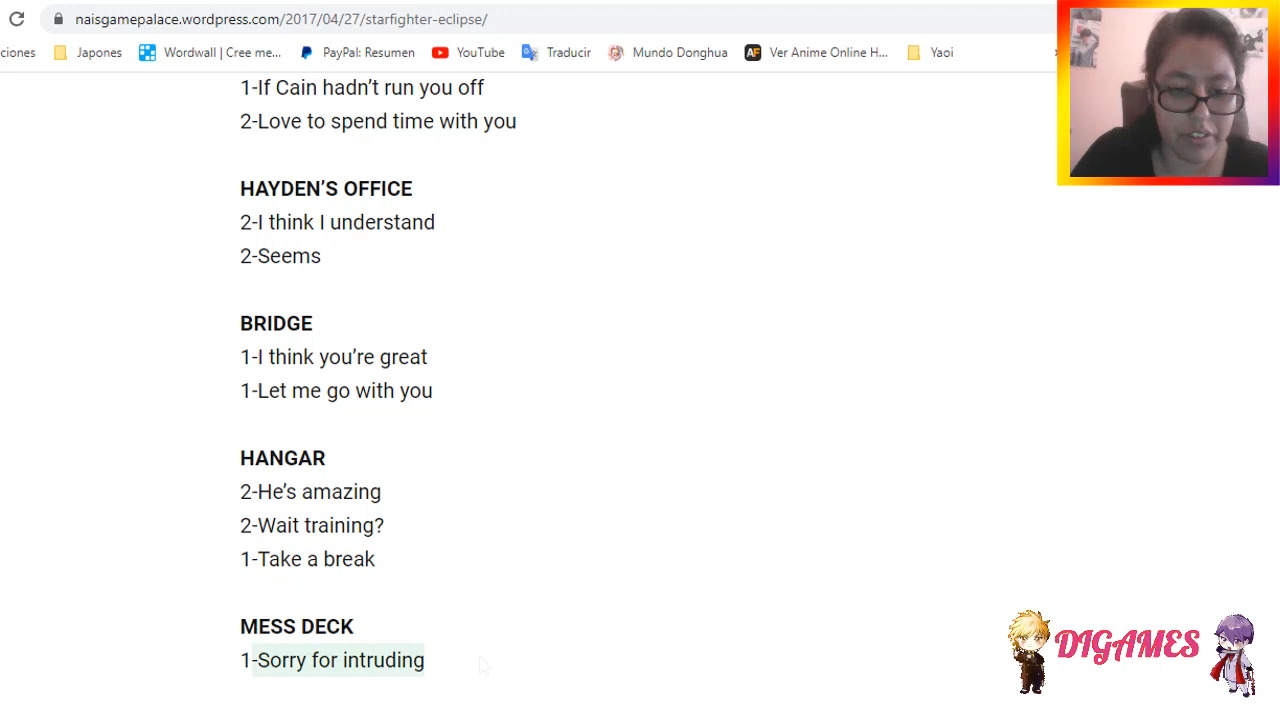 naisgamepalace.wordpress.com/2017/04/27/starfighter-eclipse/
ciones Japones Wordwall | Cree me... PayPal: Resumen YouTube Traducir Mundo Donghua Ver Anime Online H... Yaoi
1-If Cain hadn't run you off
2-Love to spend time with you
HAYDEN'S OFFICE
2-I think I understand
2-Seems
BRIDGE
1-I think you're great
1-Let me go with you
HANGAR
2-He's amazing
2-Wait training?
1-Take a break
MESS DECK
1-Sorry for intruding
DIGAMES